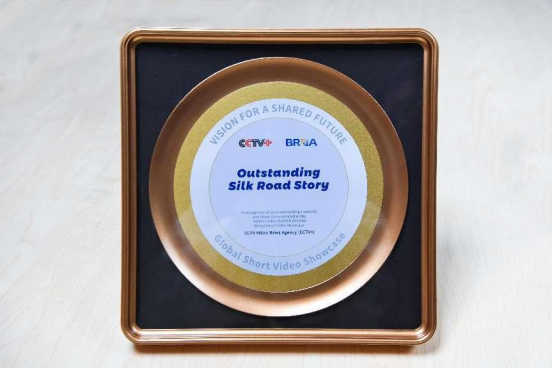 VISION FOR A SHARED FUTURE
CCTV+ BRNA
Outstanding
Silk Road Story
CCTV Video News Agency (CCTV+)
Global Short Video Showcase